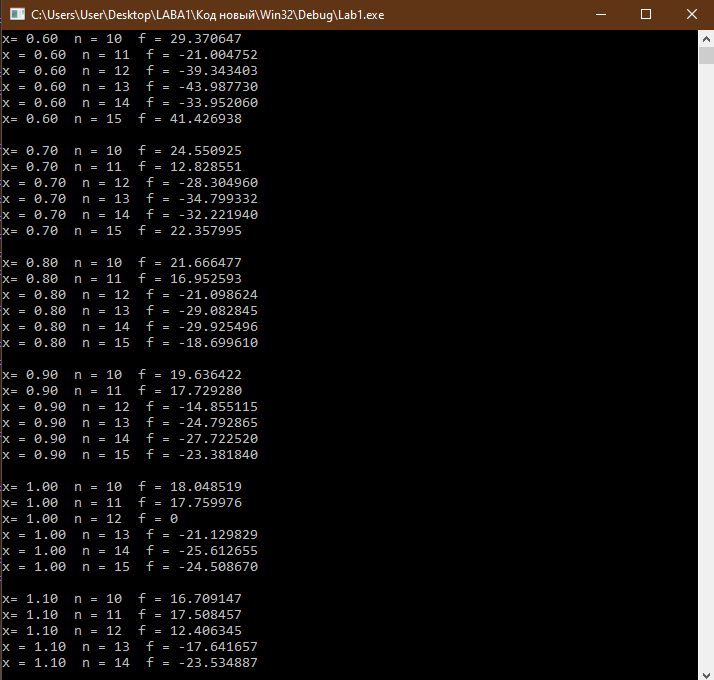 C:\Users\User\Desktop\LABA1\Код новый\Win32\Debug\Lab1.exe
x= 0.60  n = 10  f = 29.370647
x = 0.60  n = 11  f = -21.004752
x = 0.60  n = 12  f = -39.343403
x = 0.60  n = 13  f = -43.987730
x = 0.60  n = 14  f = -33.952060
x= 0.60  n = 15  f = 41.426938
x= 0.70  n = 10  f = 24.550925
x= 0.70  n = 11  f = 12.828551
x = 0.70  n = 12  f = -28.304960
x = 0.70  n = 13  f = -34.799332
x = 0.70  n = 14  f = -32.221940
x= 0.70  n = 15  f = 22.357995
x= 0.80  n = 10  f = 21.666477
x= 0.80  n = 11  f = 16.952593
x = 0.80  n = 12  f = -21.098624
x = 0.80  n = 13  f = -29.082845
x = 0.80  n = 14  f = -29.925496
x = 0.80  n = 15  f = -18.699610
x= 0.90  n = 10  f = 19.636422
x= 0.90  n = 11  f = 17.729280
x = 0.90  n = 12  f = -14.855115
x = 0.90  n = 13  f = -24.792865
x = 0.90  n = 14  f = -27.722520
x = 0.90  n = 15  f = -23.381840
x= 1.00  n = 10  f = 18.048519
x= 1.00  n = 11  f = 17.759976
x= 1.00  n = 12  f = 0
x = 1.00  n = 13  f = -21.129829
x = 1.00  n = 14  f = -25.612655
x = 1.00  n = 15  f = -24.508670
x= 1.10  n = 10  f = 16.709147
x= 1.10  n = 11  f = 17.508457
x= 1.10  n = 12  f = 12.406345
x = 1.10  n = 13  f = -17.641657
x = 1.10  n = 14  f = -23.534887